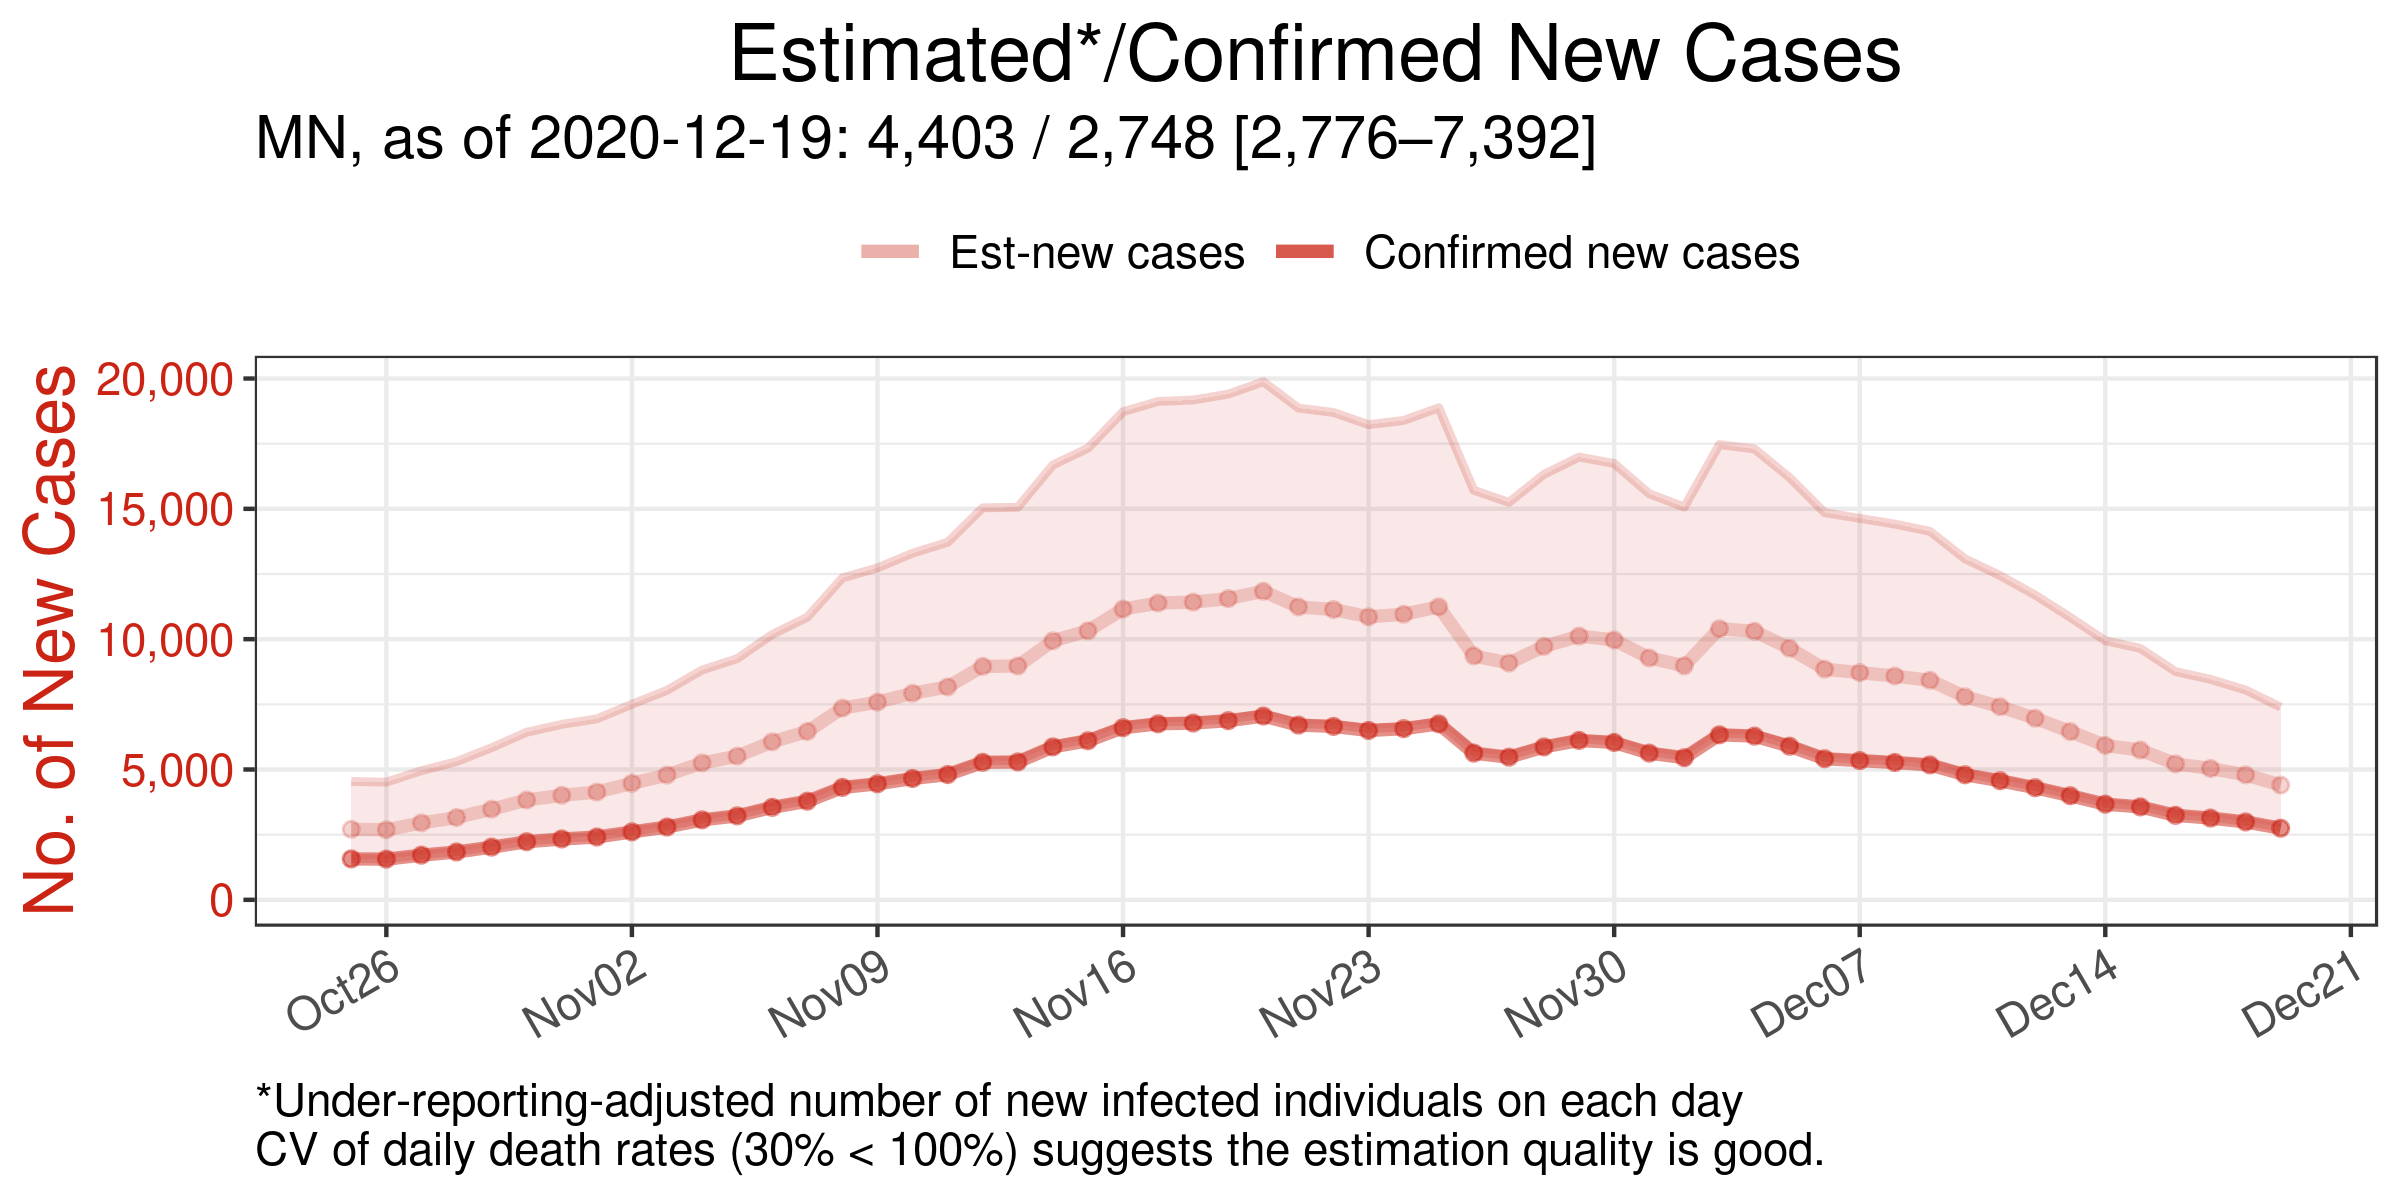 Estimated*/Confirmed New Cases
MN, as of 2020-12-19: 4,403 / 2,748 [2,776–7,392]
Est-new cases
Confirmed new cases
No. of New Cases
20,000
15,000
10,000
5,000
0
Oct26
Nov02
Nov09
Nov16
Nov23
Nov30
Dec07
Dec14
Dec21
*Under-reporting-adjusted number of new infected individuals on each day
CV of daily death rates (30% < 100%) suggests the estimation quality is good.